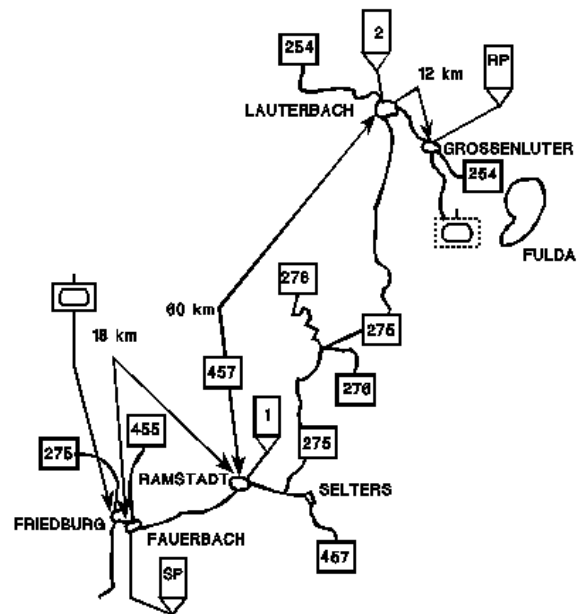 2
254
RP
12 km
LAUTERBACH
GROSSENLUTER
254
FULDA
276
60 km
18 km
275
457
276
1
455
275
275
RAMSTADT
SELTERS
FRIEDBURG
FAUERBACH
457
SP